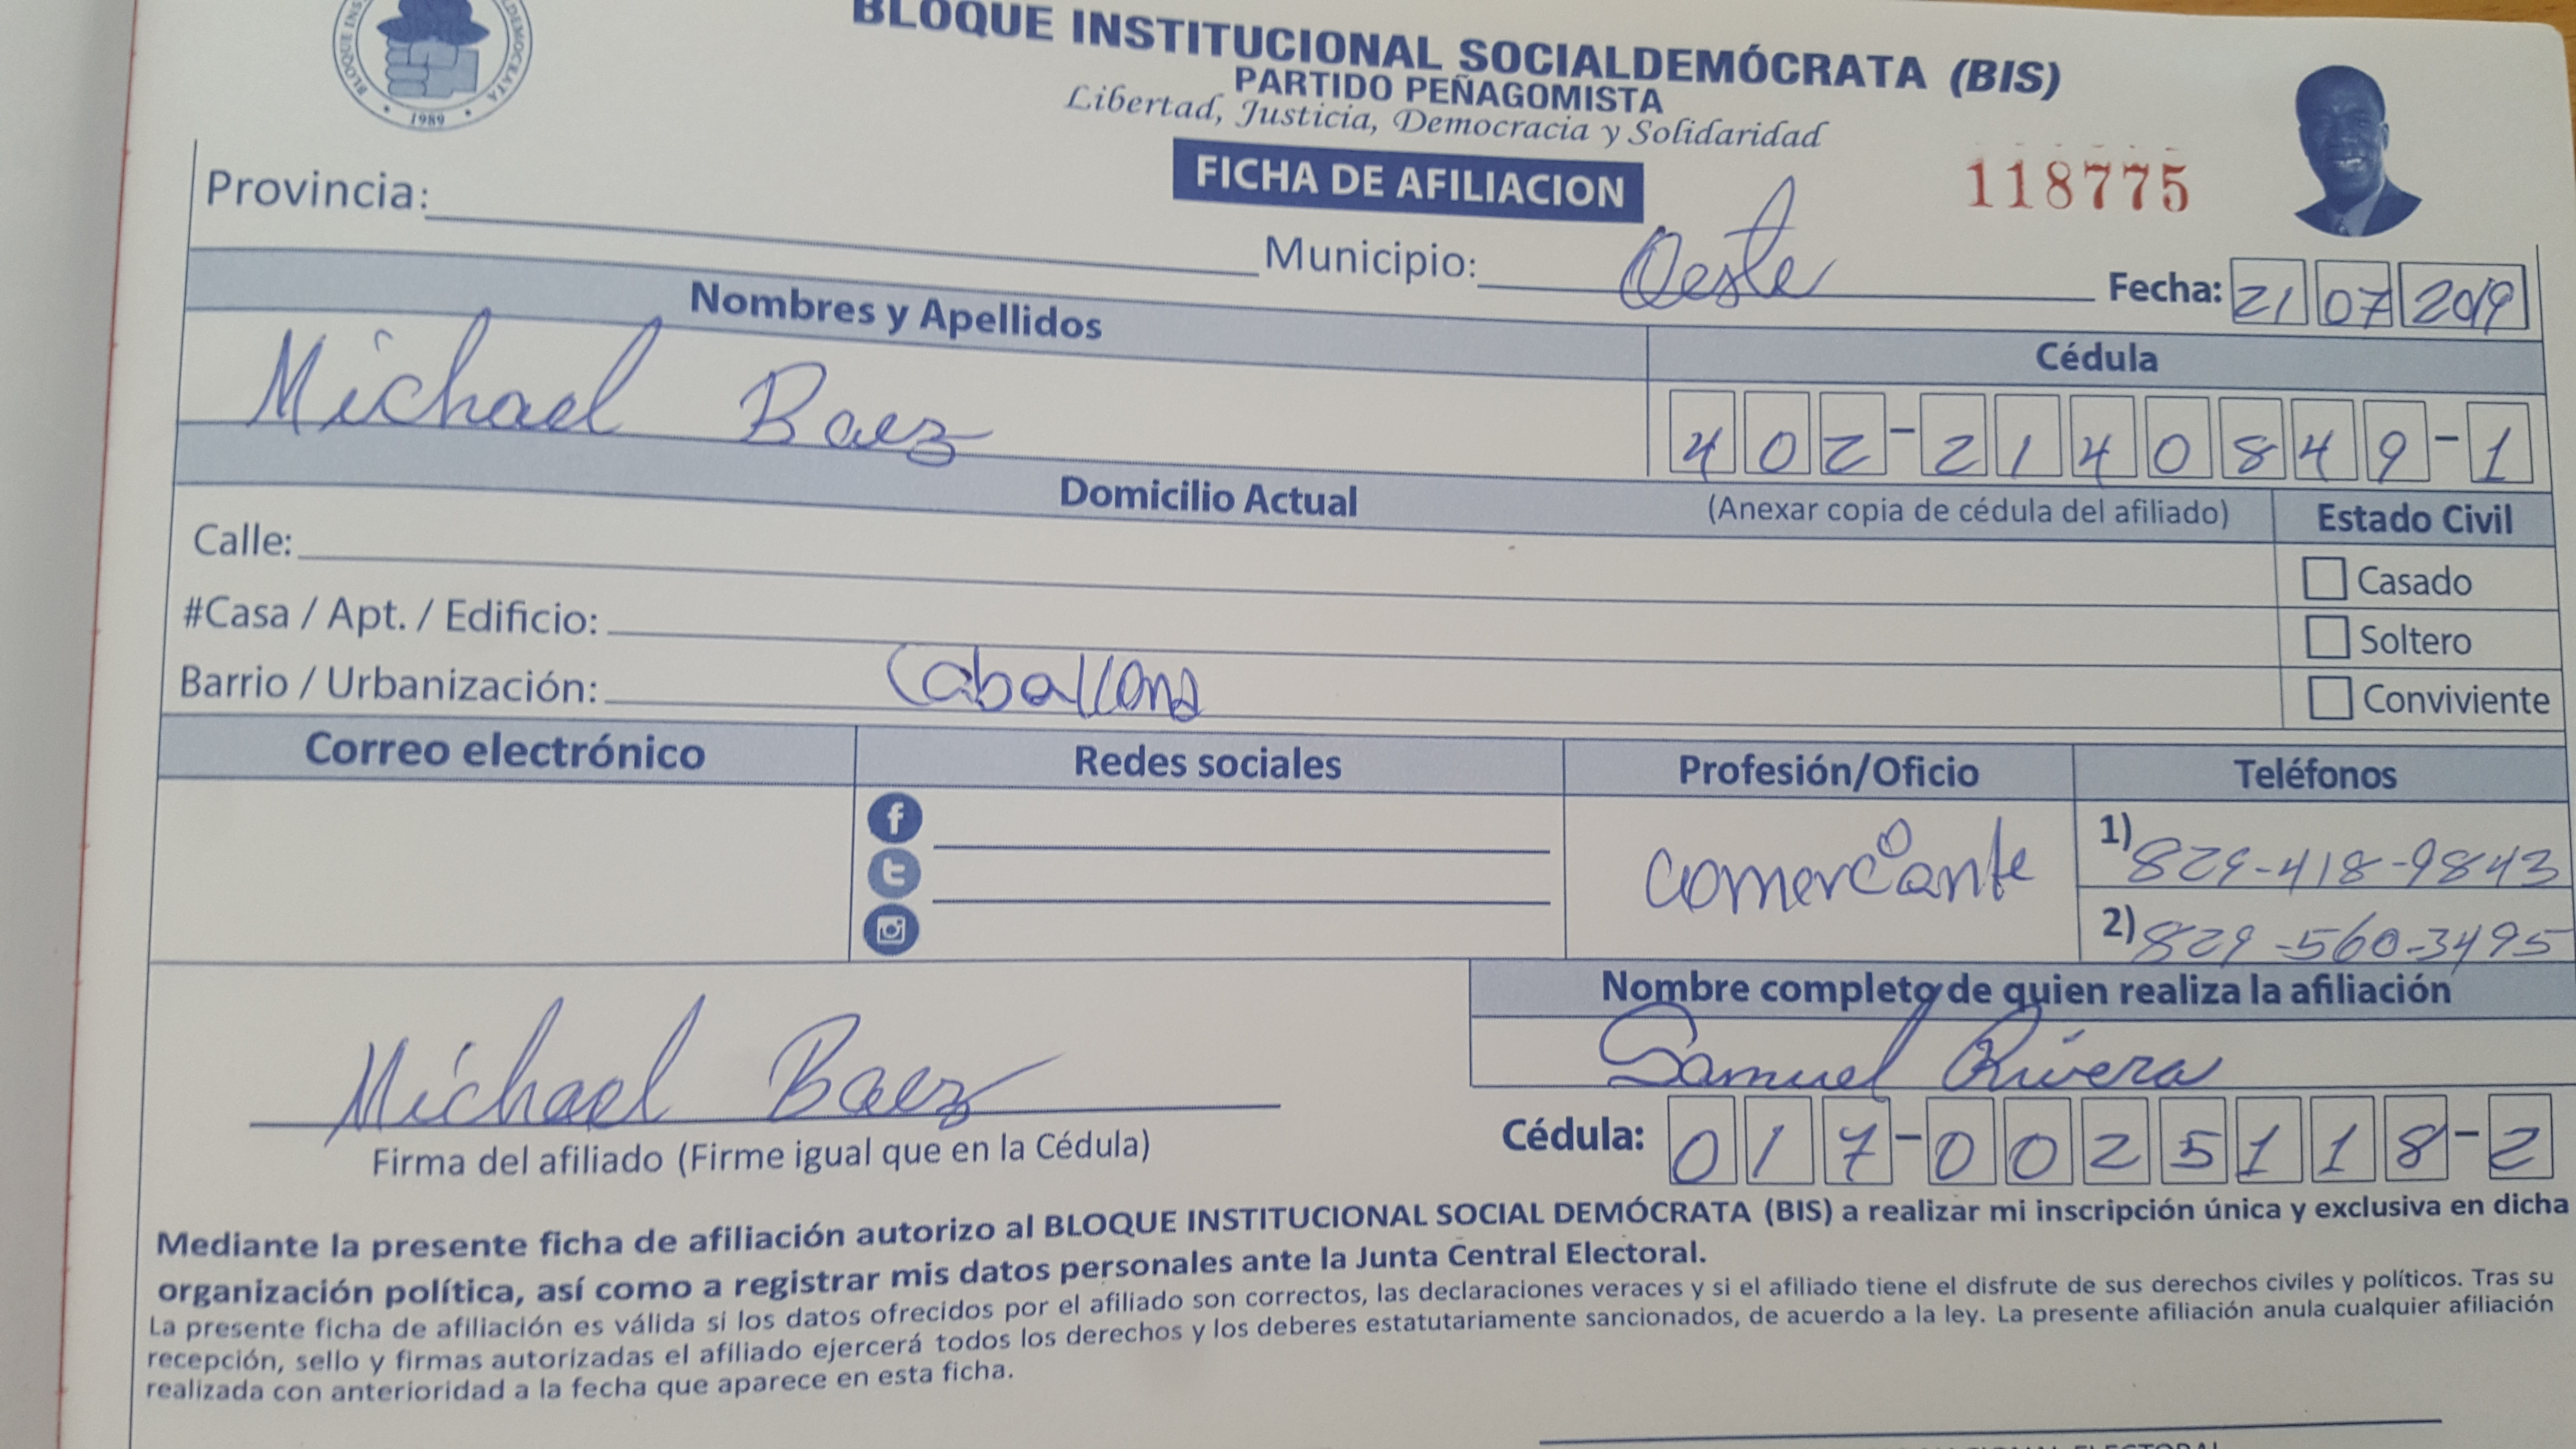 BLOQUE INSTITUCIONAL SOCIALDEMÓCRATA (BIS)
PARTIDO PEÑAGOMISTA
Libertad, Justicia, Democracia y Solidaridad
1989
FICHA DE AFILIACION
118775
Provincia:
Municipio: Oeste
Fecha: 21 07 2019
Nombres y Apellidos
Cédula
Michael Baez
402-2140849-1
Domicilio Actual
(Anexar copia de cédula del afiliado)
Estado Civil
Calle:
Casado
#Casa / Apt. / Edificio:
Soltero
Barrio / Urbanización: Caballona
Conviviente
Correo electrónico
Redes sociales
Profesión/Oficio
Teléfonos
comerciante
1) 829-418-9843
2) 829-560-3495
Nombre completo de quien realiza la afiliación
Samuel Rivera
Michael Baez
Cédula: 017-0025118-2
Firma del afiliado (Firme igual que en la Cédula)
Mediante la presente ficha de afiliación autorizo al BLOQUE INSTITUCIONAL SOCIAL DEMÓCRATA (BIS) a realizar mi inscripción única y exclusiva en dicha
organización política, así como a registrar mis datos personales ante la Junta Central Electoral.
La presente ficha de afiliación es válida si los datos ofrecidos por el afiliado son correctos, las declaraciones veraces y si el afiliado tiene el disfrute de sus derechos civiles y políticos. Tras su
recepción, sello y firmas autorizadas el afiliado ejercerá todos los derechos y los deberes estatutariamente sancionados, de acuerdo a la ley. La presente afiliación anula cualquier afiliación
realizada con anterioridad a la fecha que aparece en esta ficha.